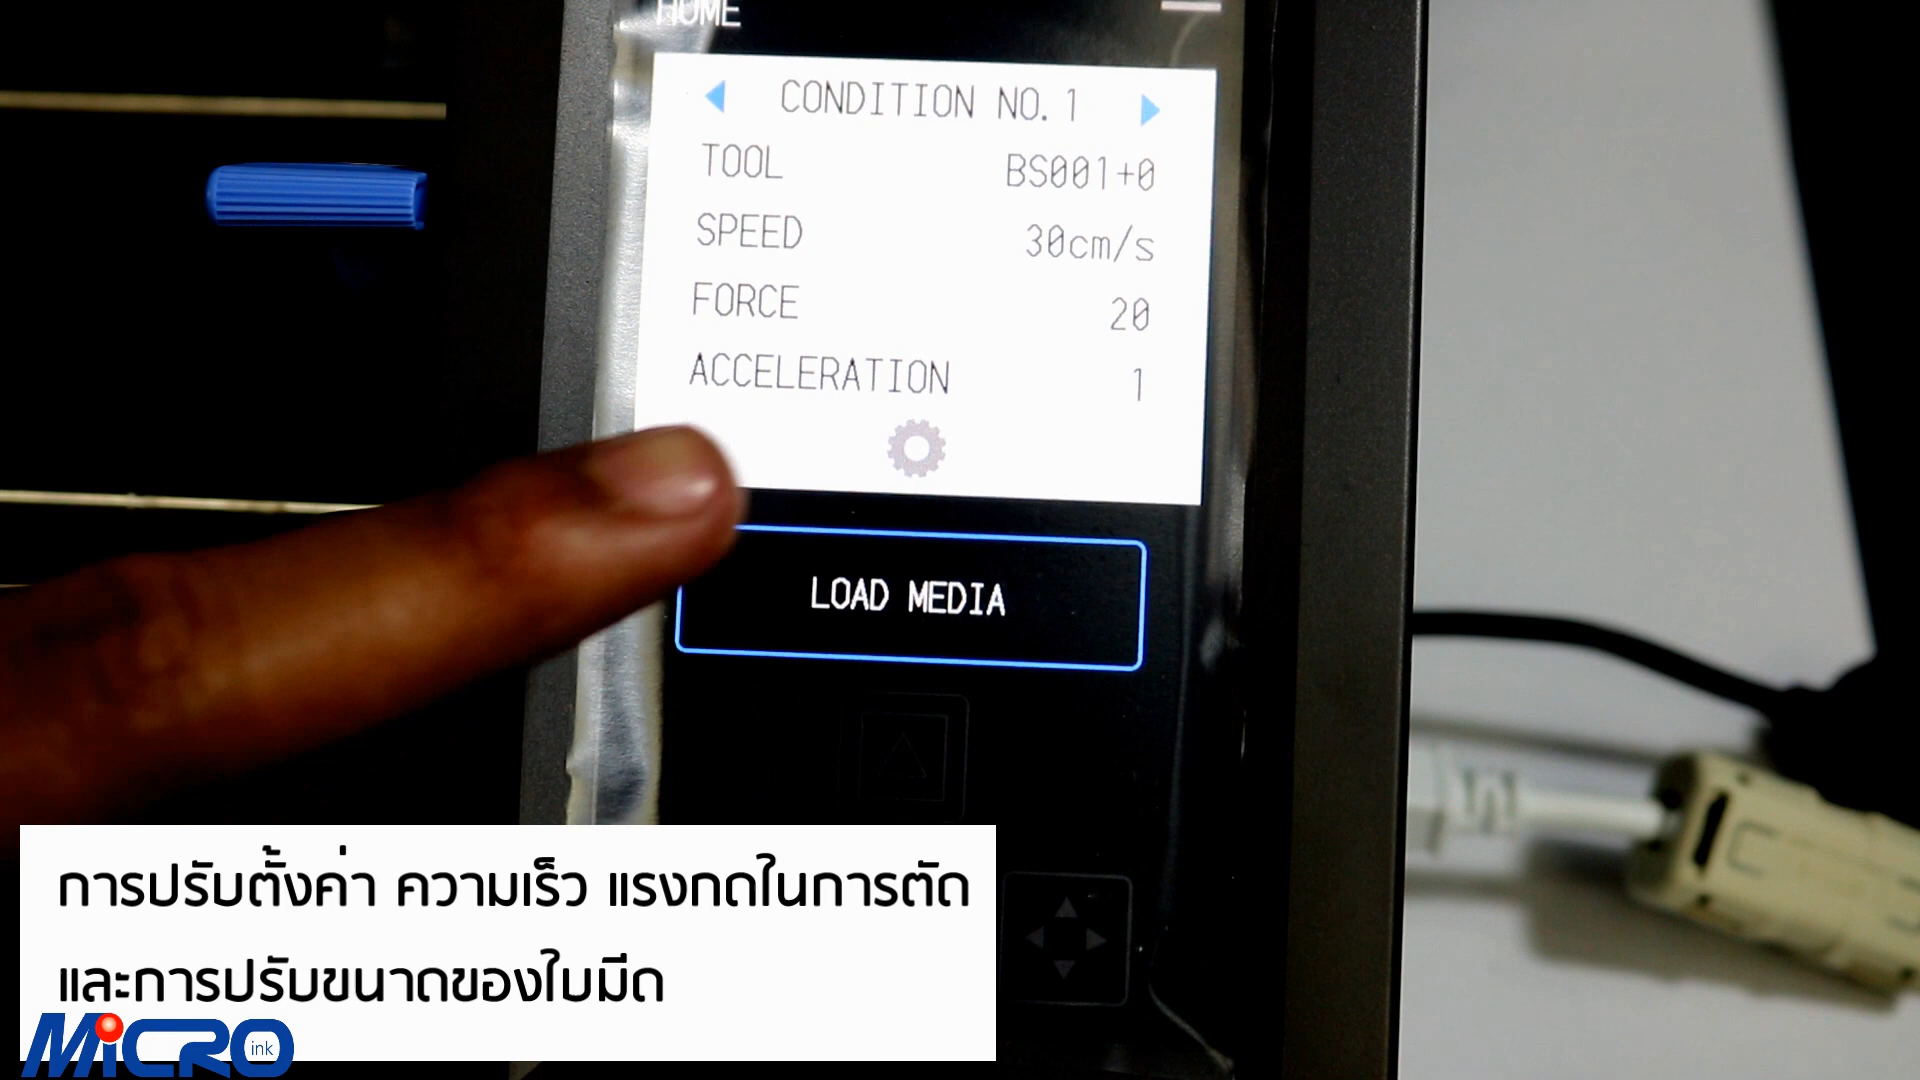 HOME
CONDITION NO. 1
TOOL BS001+0
SPEED 30cm/s
FORCE 20
ACCELERATION 1
LOAD MEDIA
การปรับตั้งค่า ความเร็ว แรงกดในการตัด
และการปรับขนาดของใบมีด
MiCRO ink